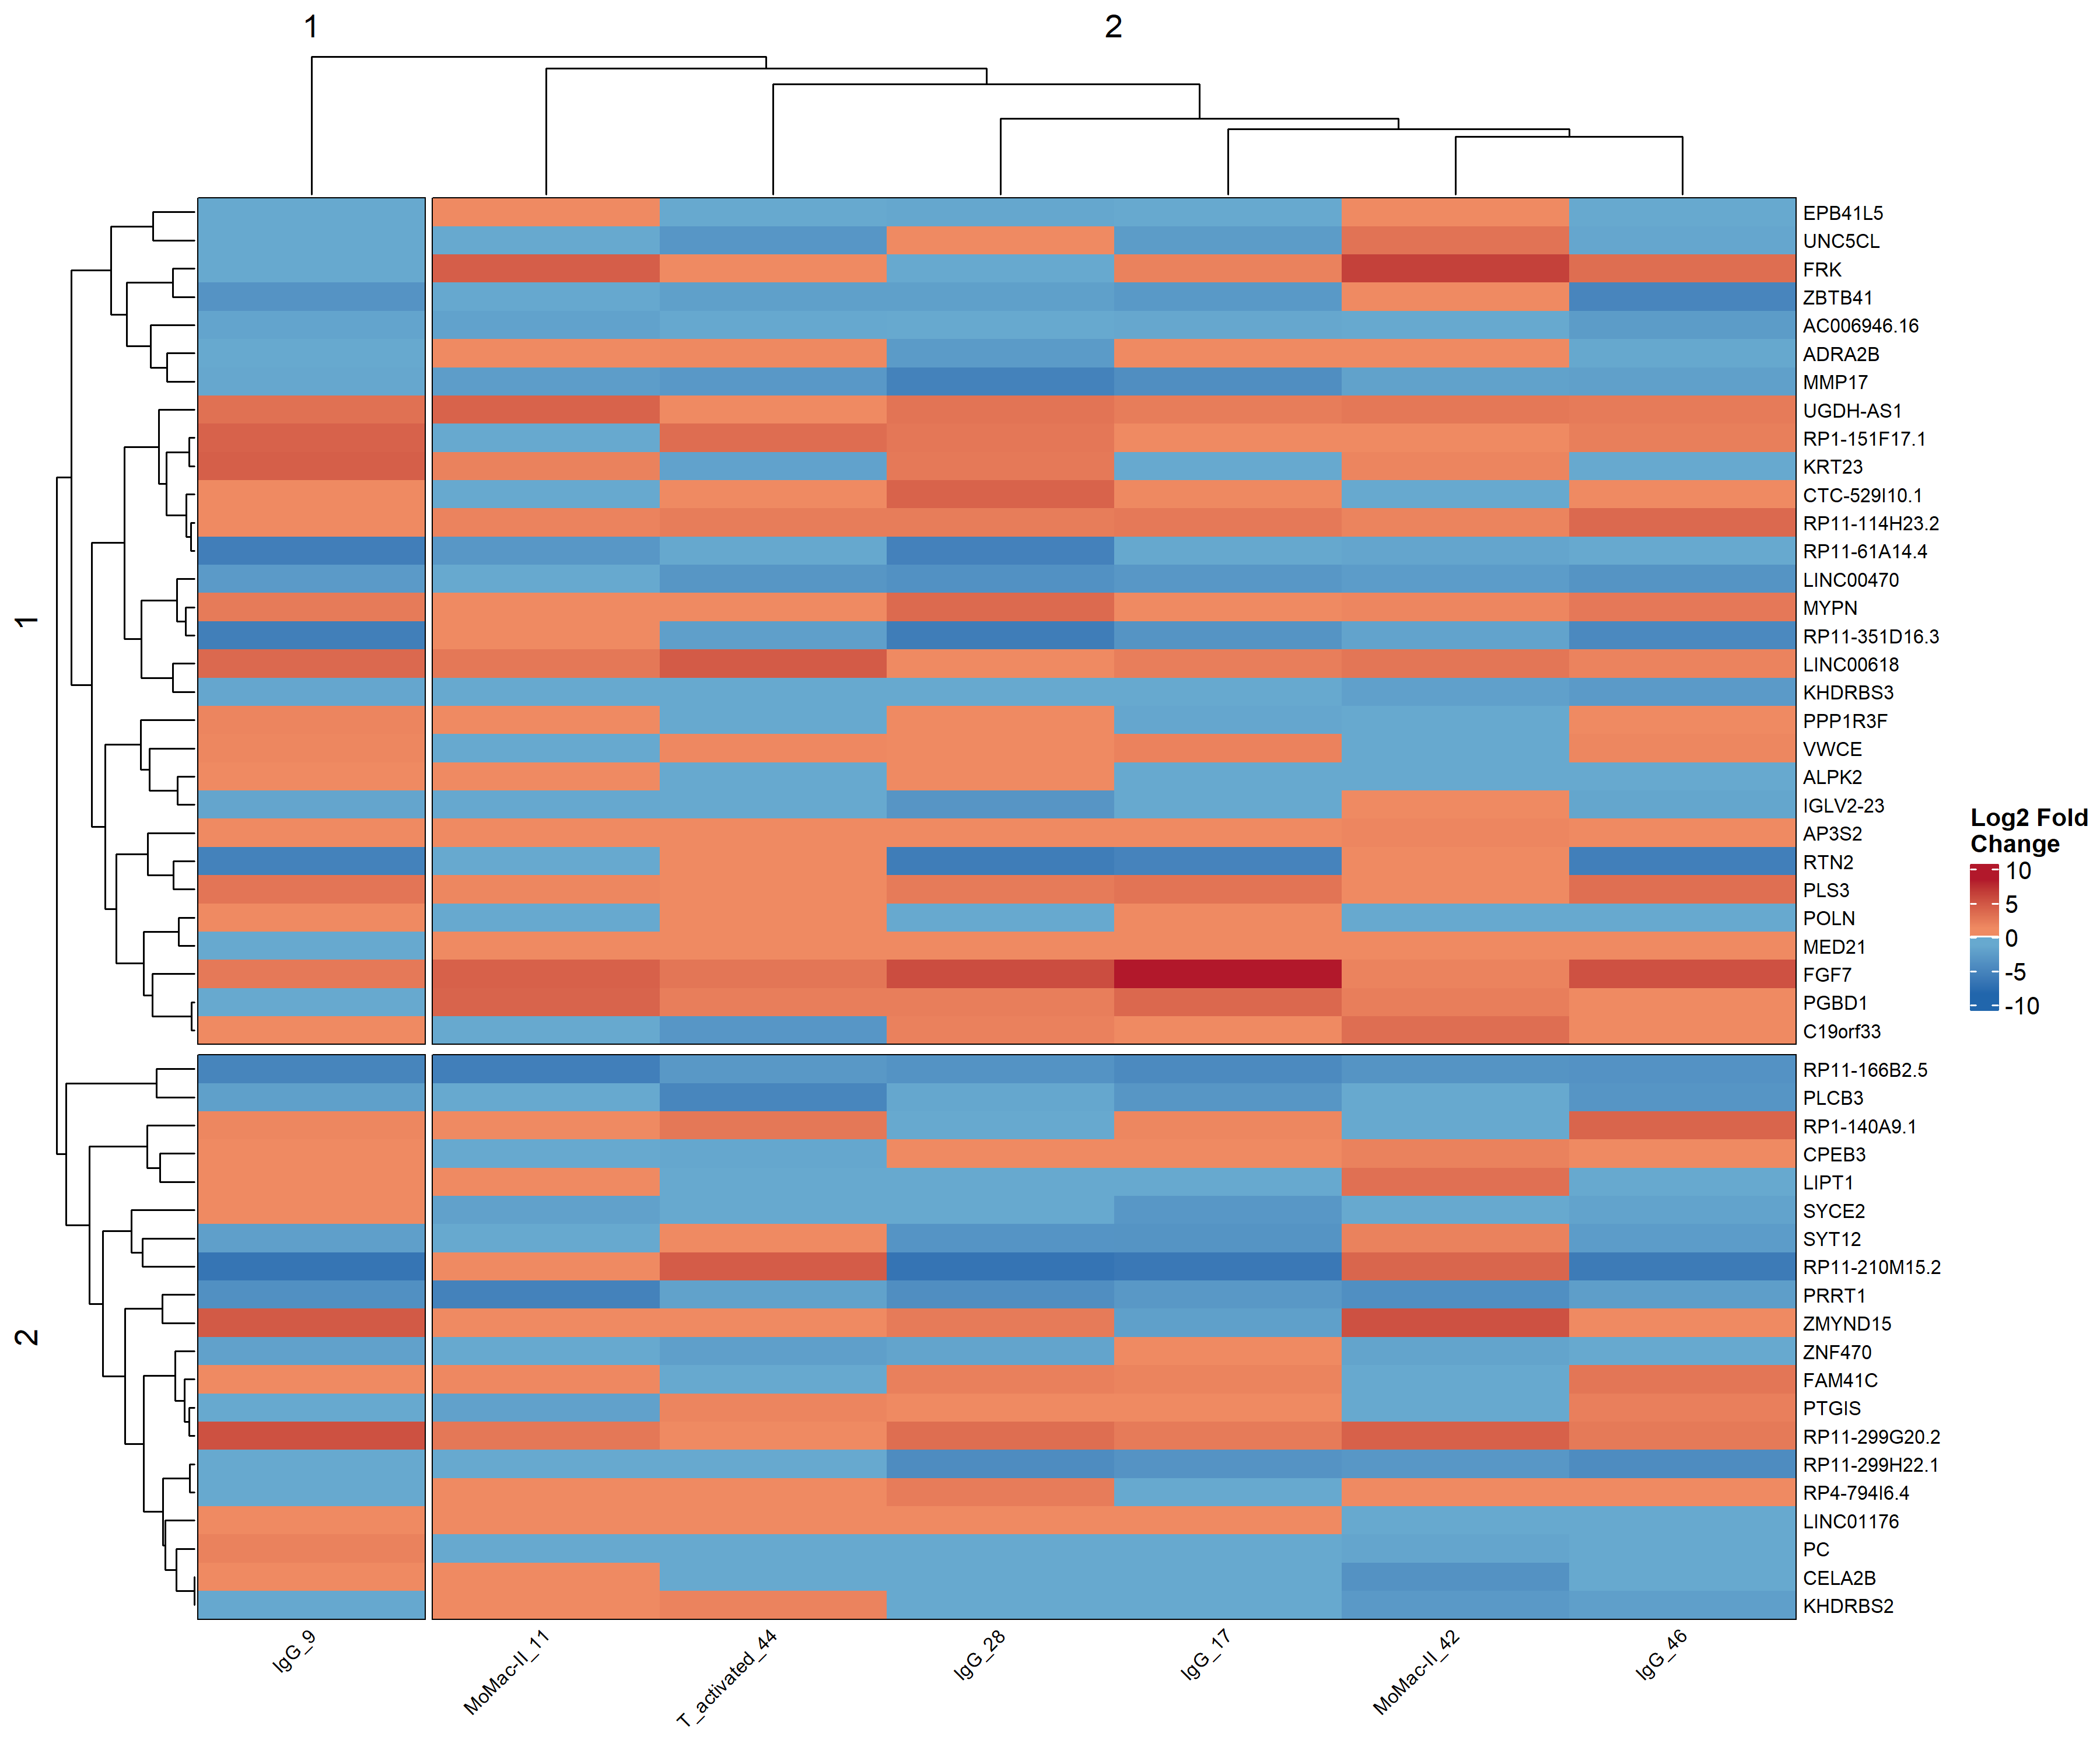 1
2
EPB41L5
UNC5CL
FRK
ZBTB41
AC006946.16
ADRA2B
MMP17
UGDH-AS1
RP1-151F17.1
KRT23
CTC-529I10.1
RP11-114H23.2
RP11-61A14.4
LINC00470
MYPN
RP11-351D16.3
LINC00618
KHDRBS3
PPP1R3F
VWCE
ALPK2
IGLV2-23
AP3S2
RTN2
PLS3
POLN
MED21
FGF7
PGBD1
C19orf33
1
RP11-166B2.5
PLCB3
RP1-140A9.1
CPEB3
LIPT1
SYCE2
SYT12
RP11-210M15.2
PRRT1
ZMYND15
ZNF470
FAM41C
PTGIS
RP11-299G20.2
RP11-299H22.1
RP4-794I6.4
LINC01176
PC
CELA2B
KHDRBS2
2
IgG_9
MoMac-II_11
T_activated_44
IgG_28
IgG_17
MoMac-II_42
IgG_46
Log2 Fold
Change
10
5
0
-5
-10